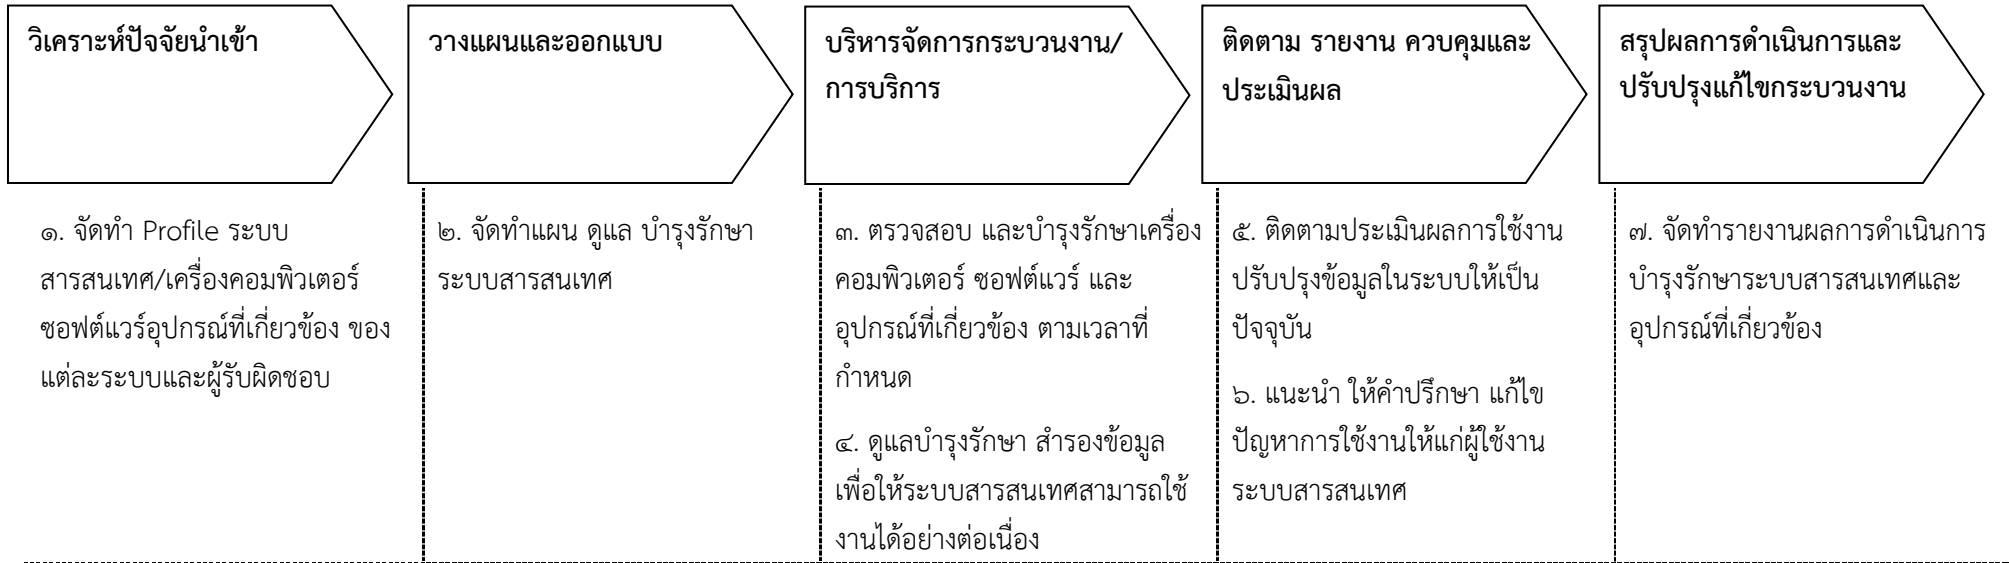 วิเคราะห์ปัจจัยนำเข้า
วางแผนและออกแบบ
บริหารจัดการกระบวนงาน/
การบริการ
ติดตาม รายงาน ควบคุมและ
ประเมินผล
สรุปผลการดำเนินการและ
ปรับปรุงแก้ไขกระบวนงาน
๑. จัดทำ Profile ระบบ
สารสนเทศ/เครื่องคอมพิวเตอร์
ซอฟต์แวร์อุปกรณ์ที่เกี่ยวข้อง ของ
แต่ละระบบและผู้รับผิดชอบ
๒. จัดทำแผน ดูแล บำรุงรักษา
ระบบสารสนเทศ
๓. ตรวจสอบ และบำรุงรักษาเครื่อง
คอมพิวเตอร์ ซอฟต์แวร์ และ
อุปกรณ์ที่เกี่ยวข้อง ตามเวลาที่
กำหนด
๔. ดูแลบำรุงรักษา สำรองข้อมูล
เพื่อให้ระบบสารสนเทศสามารถใช้
งานได้อย่างต่อเนื่อง
๕. ติดตามประเมินผลการใช้งาน
ปรับปรุงข้อมูลในระบบให้เป็น
ปัจจุบัน
๖. แนะนำ ให้คำปรึกษา แก้ไข
ปัญหาการใช้งานให้แก่ผู้ใช้งาน
ระบบสารสนเทศ
๗. จัดทำรายงานผลการดำเนินการ
บำรุงรักษาระบบสารสนเทศและ
อุปกรณ์ที่เกี่ยวข้อง